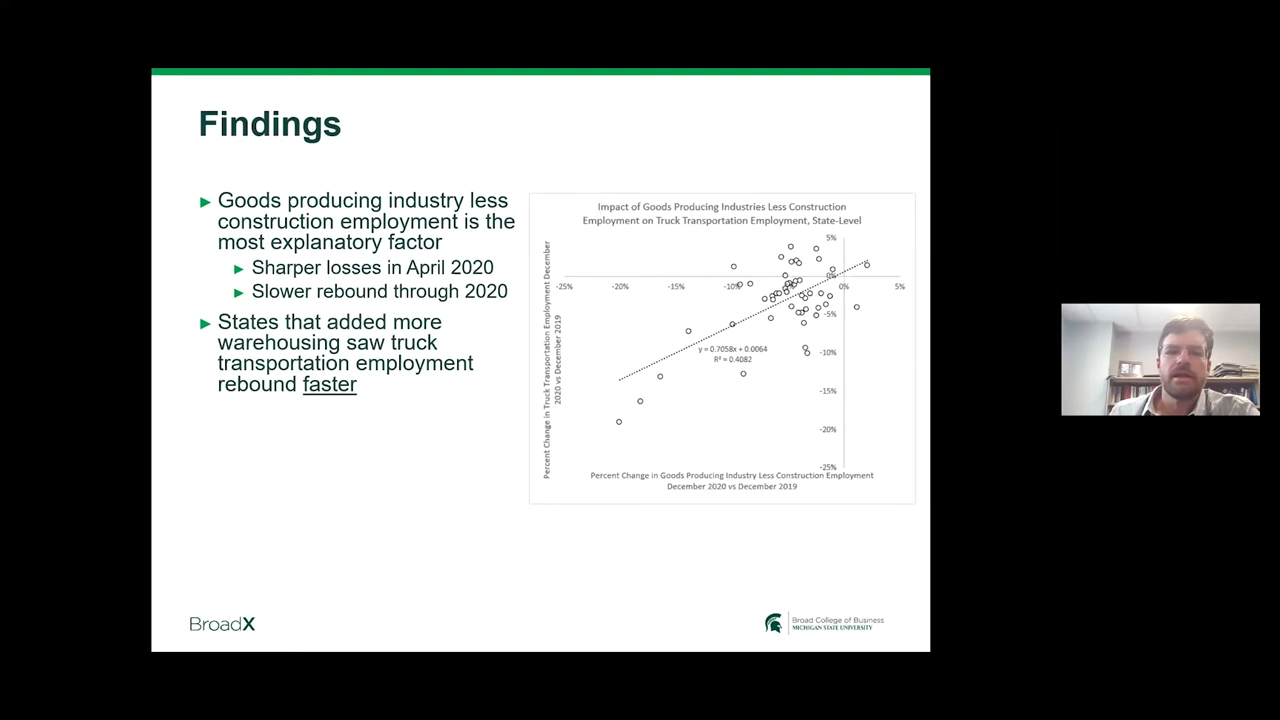 Findings
Goods producing industry less
construction employment is the
most explanatory factor
Sharper losses in April 2020
Slower rebound through 2020
States that added more
warehousing saw truck
transportation employment
rebound faster
Impact of Goods Producing Industries Less Construction
Employment on Truck Transportation Employment, State-Level
Percent Change in Truck Transportation Employment December
2020 vs December 2019
5%
0%
-5%
-10%
-15%
-20%
-25%
-25%
-20%
-15%
-10%
0%
5%
y = 0.7058x + 0.0064
R² = 0.4082
Percent Change in Goods Producing Industry Less Construction Employment
December 2020 vs December 2019
BroadX
Broad College of Business
MICHIGAN STATE UNIVERSITY